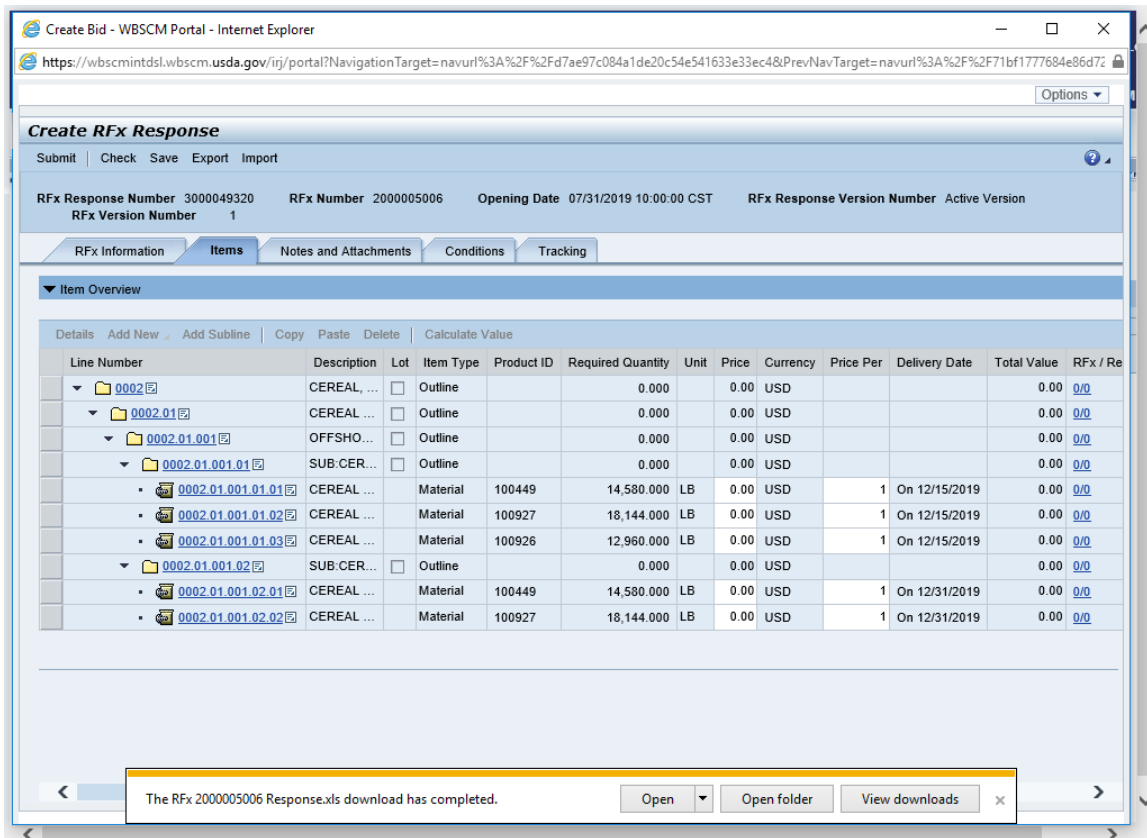 Create Bid - WBSCM Portal - Internet Explorer
https://wbscmintdsl.wbscm.usda.gov/irj/portal?NavigationTarget=navurl%3A%2F%2Fd7ae97c084a1de20c54e541633e33ec4&PrevNavTarget=navurl%3A%2F%2F71bf1777684e86d72
Options
Create RFx Response
Submit | Check Save Export Import
RFx Response Number 3000049320 RFx Number 2000005006 Opening Date 07/31/2019 10:00:00 CST RFx Response Version Number Active Version
RFx Version Number 1
RFx Information Items Notes and Attachments Conditions Tracking
Item Overview
Details Add New Add Subline | Copy Paste Delete | Calculate Value
Line Number Description Lot Item Type Product ID Required Quantity Unit Price Currency Price Per Delivery Date Total Value RFx / Re
0002 CEREAL, ... Outline 0.000 0.00 USD 0.00 0/0
0002.01 CEREAL ... Outline 0.000 0.00 USD 0.00 0/0
0002.01.001 OFFSHO... Outline 0.000 0.00 USD 0.00 0/0
0002.01.001.01 SUB:CER... Outline 0.000 0.00 USD 0.00 0/0
0002.01.001.01.01 CEREAL ... Material 100449 14,580.000 LB 0.00 USD 1 On 12/15/2019 0.00 0/0
0002.01.001.01.02 CEREAL ... Material 100927 18,144.000 LB 0.00 USD 1 On 12/15/2019 0.00 0/0
0002.01.001.01.03 CEREAL ... Material 100926 12,960.000 LB 0.00 USD 1 On 12/15/2019 0.00 0/0
0002.01.001.02 SUB:CER... Outline 0.000 0.00 USD 0.00 0/0
0002.01.001.02.01 CEREAL ... Material 100449 14,580.000 LB 0.00 USD 1 On 12/31/2019 0.00 0/0
0002.01.001.02.02 CEREAL ... Material 100927 18,144.000 LB 0.00 USD 1 On 12/31/2019 0.00 0/0
The RFx 2000005006 Response.xls download has completed. Open Open folder View downloads